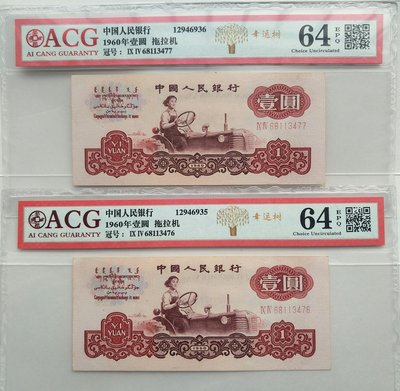 ACG
AI CANG GUARANTY
中国人民银行 12946936
1960年壹圆 拖拉机
冠号： IX IV 68113477
幸运树
64 EPQ
Choice Uncirculated
中國人民銀行
壹圓
IX IV 68113477
YI YUAN
1960
1
ACG
AI CANG GUARANTY
中国人民银行 12946935
1960年壹圆 拖拉机
冠号： IX IV 68113476
幸运树
64 EPQ
Choice Uncirculated
中國人民銀行
壹圓
IX IV 68113476
YI YUAN
1960
1